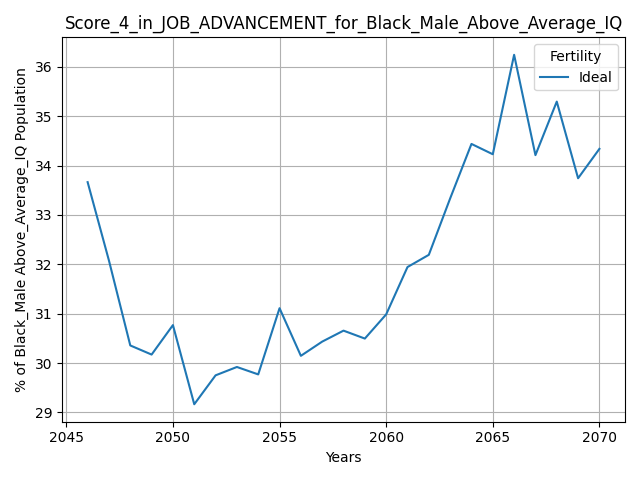 Score_4_in_JOB_ADVANCEMENT_for_Black_Male_Above_Average_IQ
Fertility
Ideal
% of Black_Male Above_Average_IQ Population
36
35
34
33
32
31
30
29
2045
2050
2055
2060
2065
2070
Years